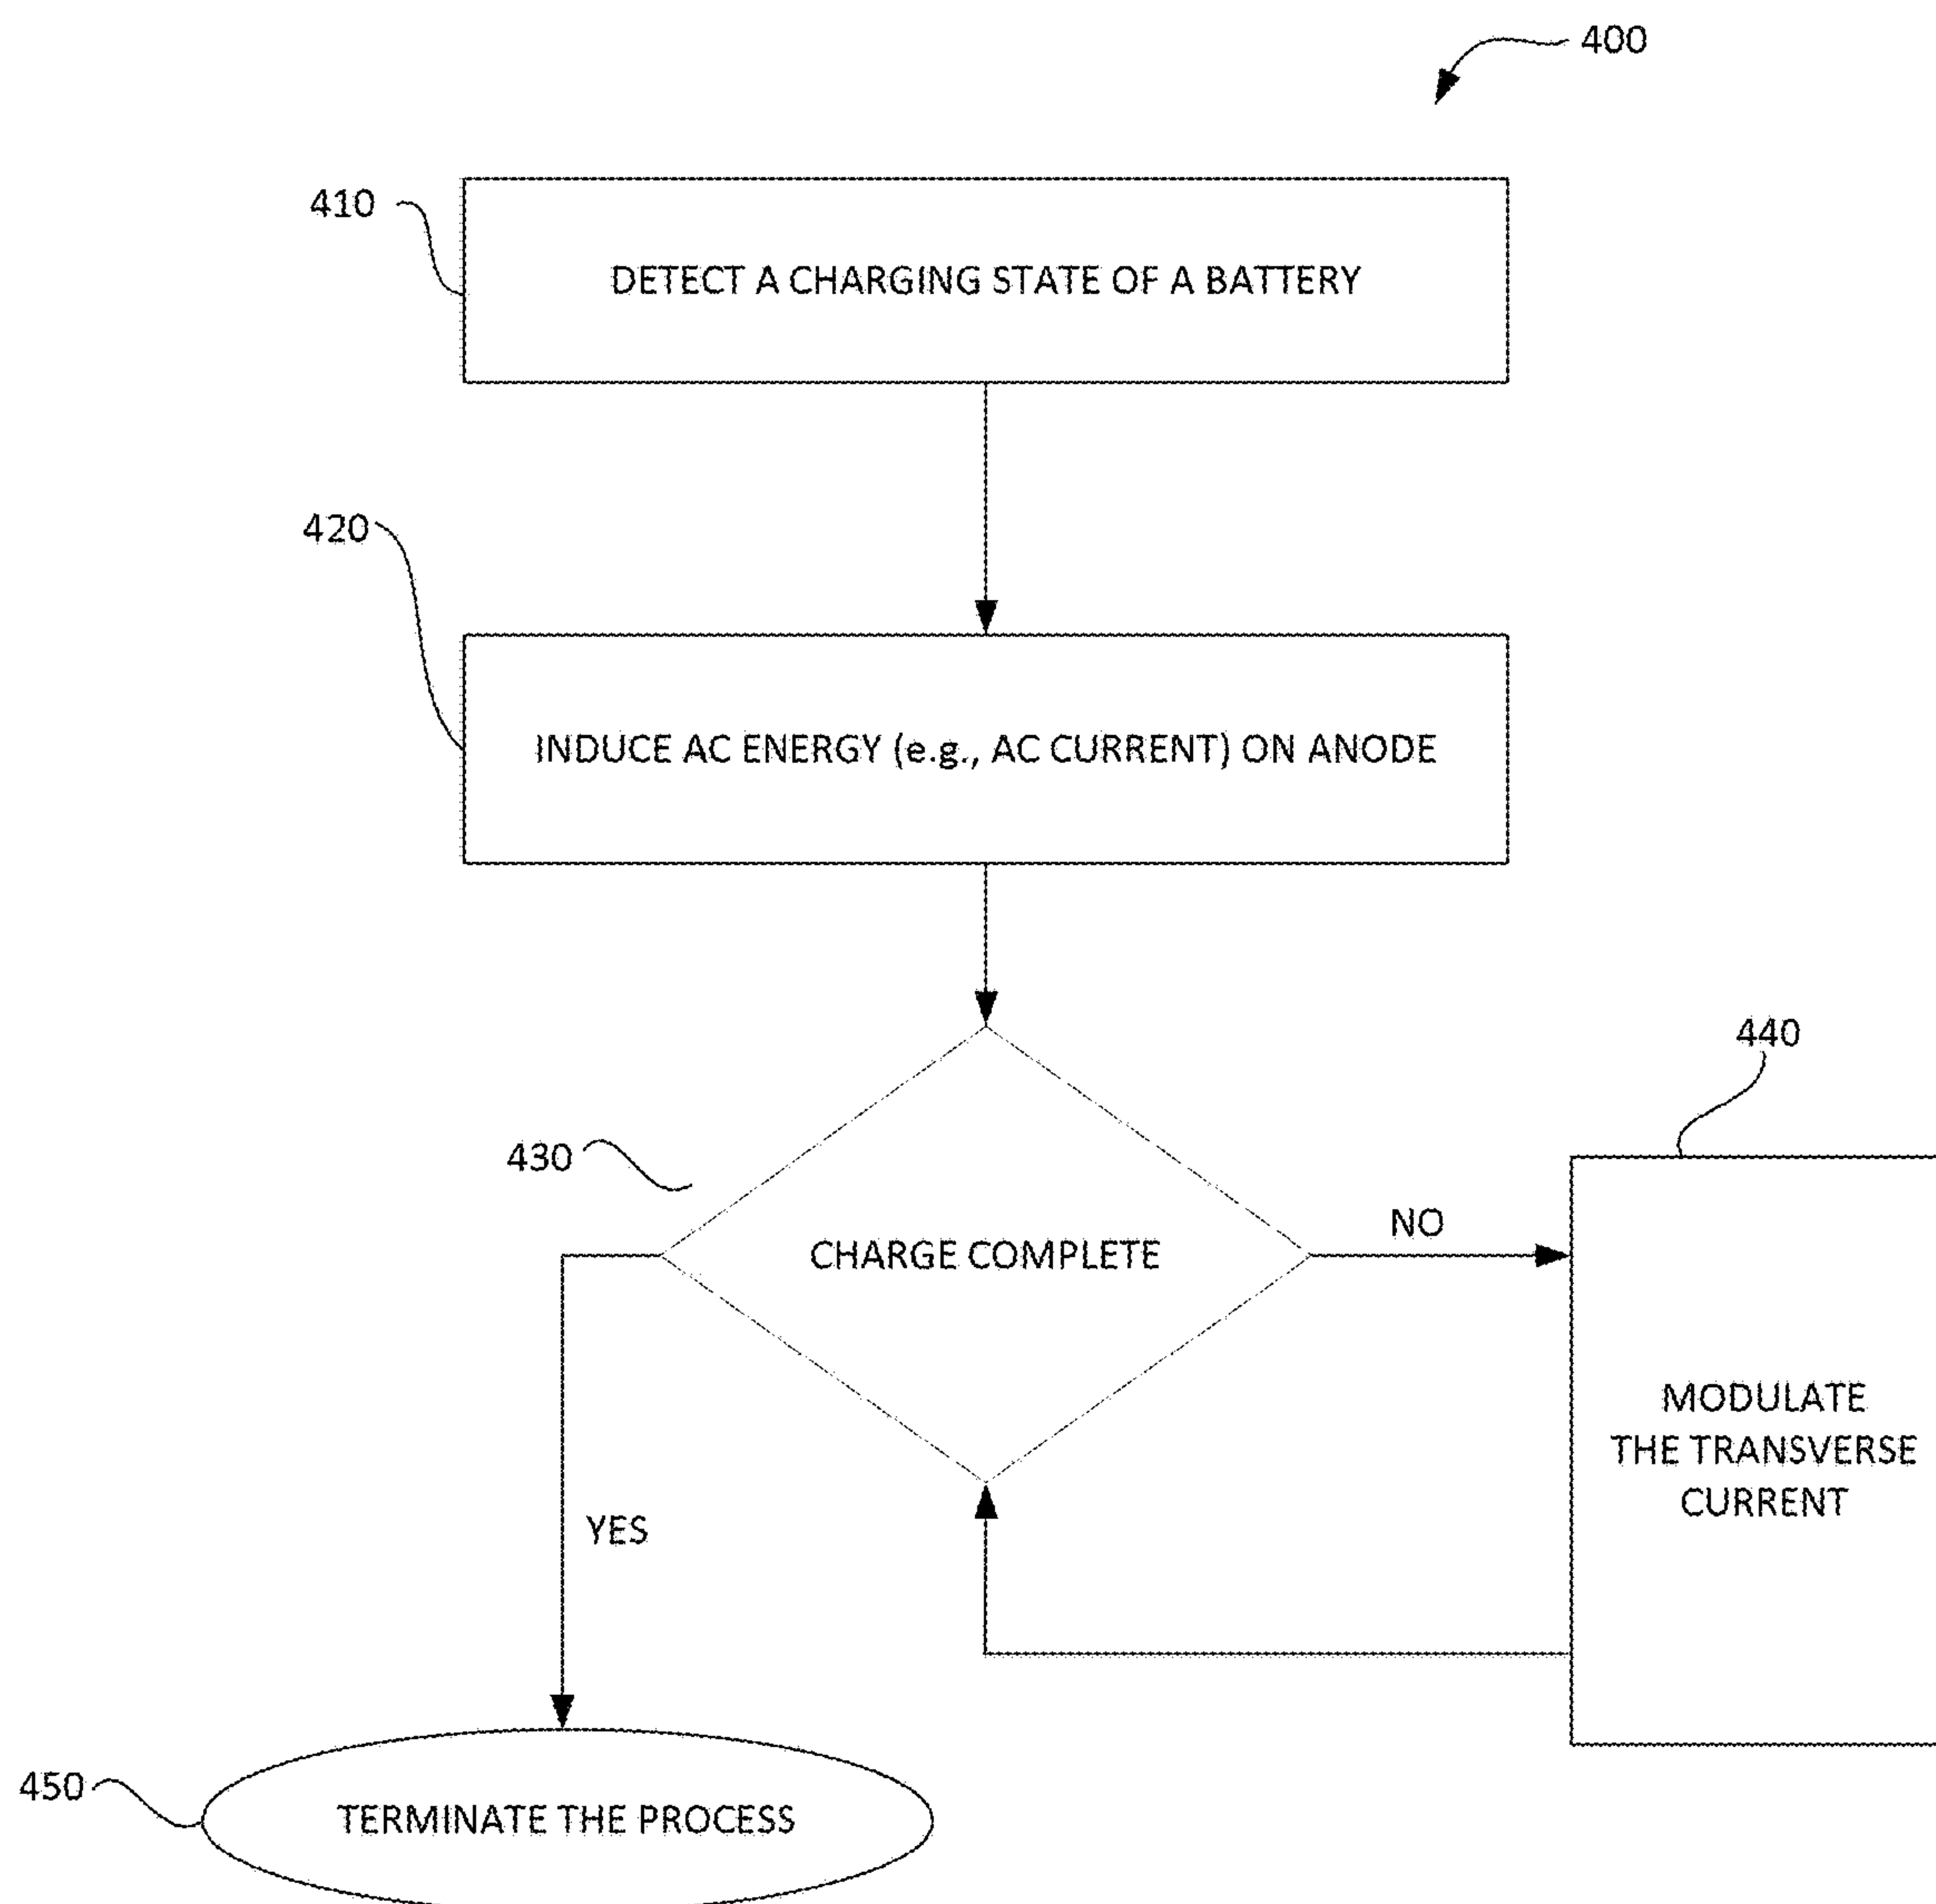 400
410
DETECT A CHARGING STATE OF A BATTERY
420
INDUCE AC ENERGY (e.g., AC CURRENT) ON ANODE
440
430
NO
CHARGE COMPLETE
MODULATE
THE TRANSVERSE
CURRENT
YES
450
TERMINATE THE PROCESS